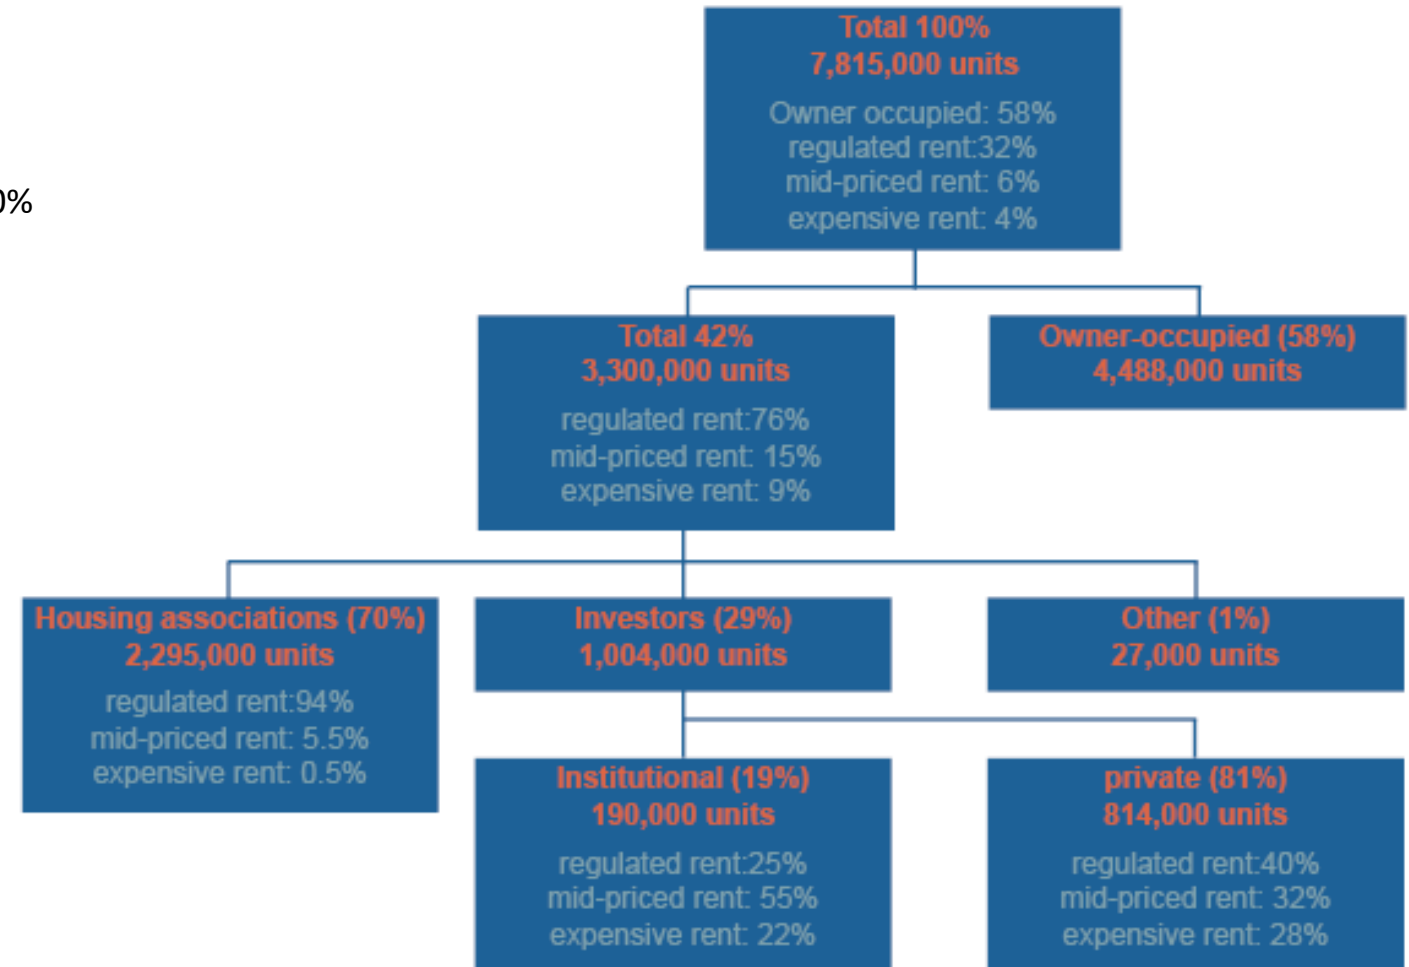 Total 100%
7,815,000 units
Owner occupied: 58%
regulated rent:32%
mid-priced rent: 6%
expensive rent: 4%
0%
Total 42%
3,300,000 units
regulated rent:76%
mid-priced rent: 15%
expensive rent: 9%
Owner-occupied (58%)
4,488,000 units
Housing associations (70%)
2,295,000 units
regulated rent:94%
mid-priced rent: 5.5%
expensive rent: 0.5%
Investors (29%)
1,004,000 units
Other (1%)
27,000 units
Institutional (19%)
190,000 units
regulated rent:25%
mid-priced rent: 55%
expensive rent: 22%
private (81%)
814,000 units
regulated rent:40%
mid-priced rent: 32%
expensive rent: 28%